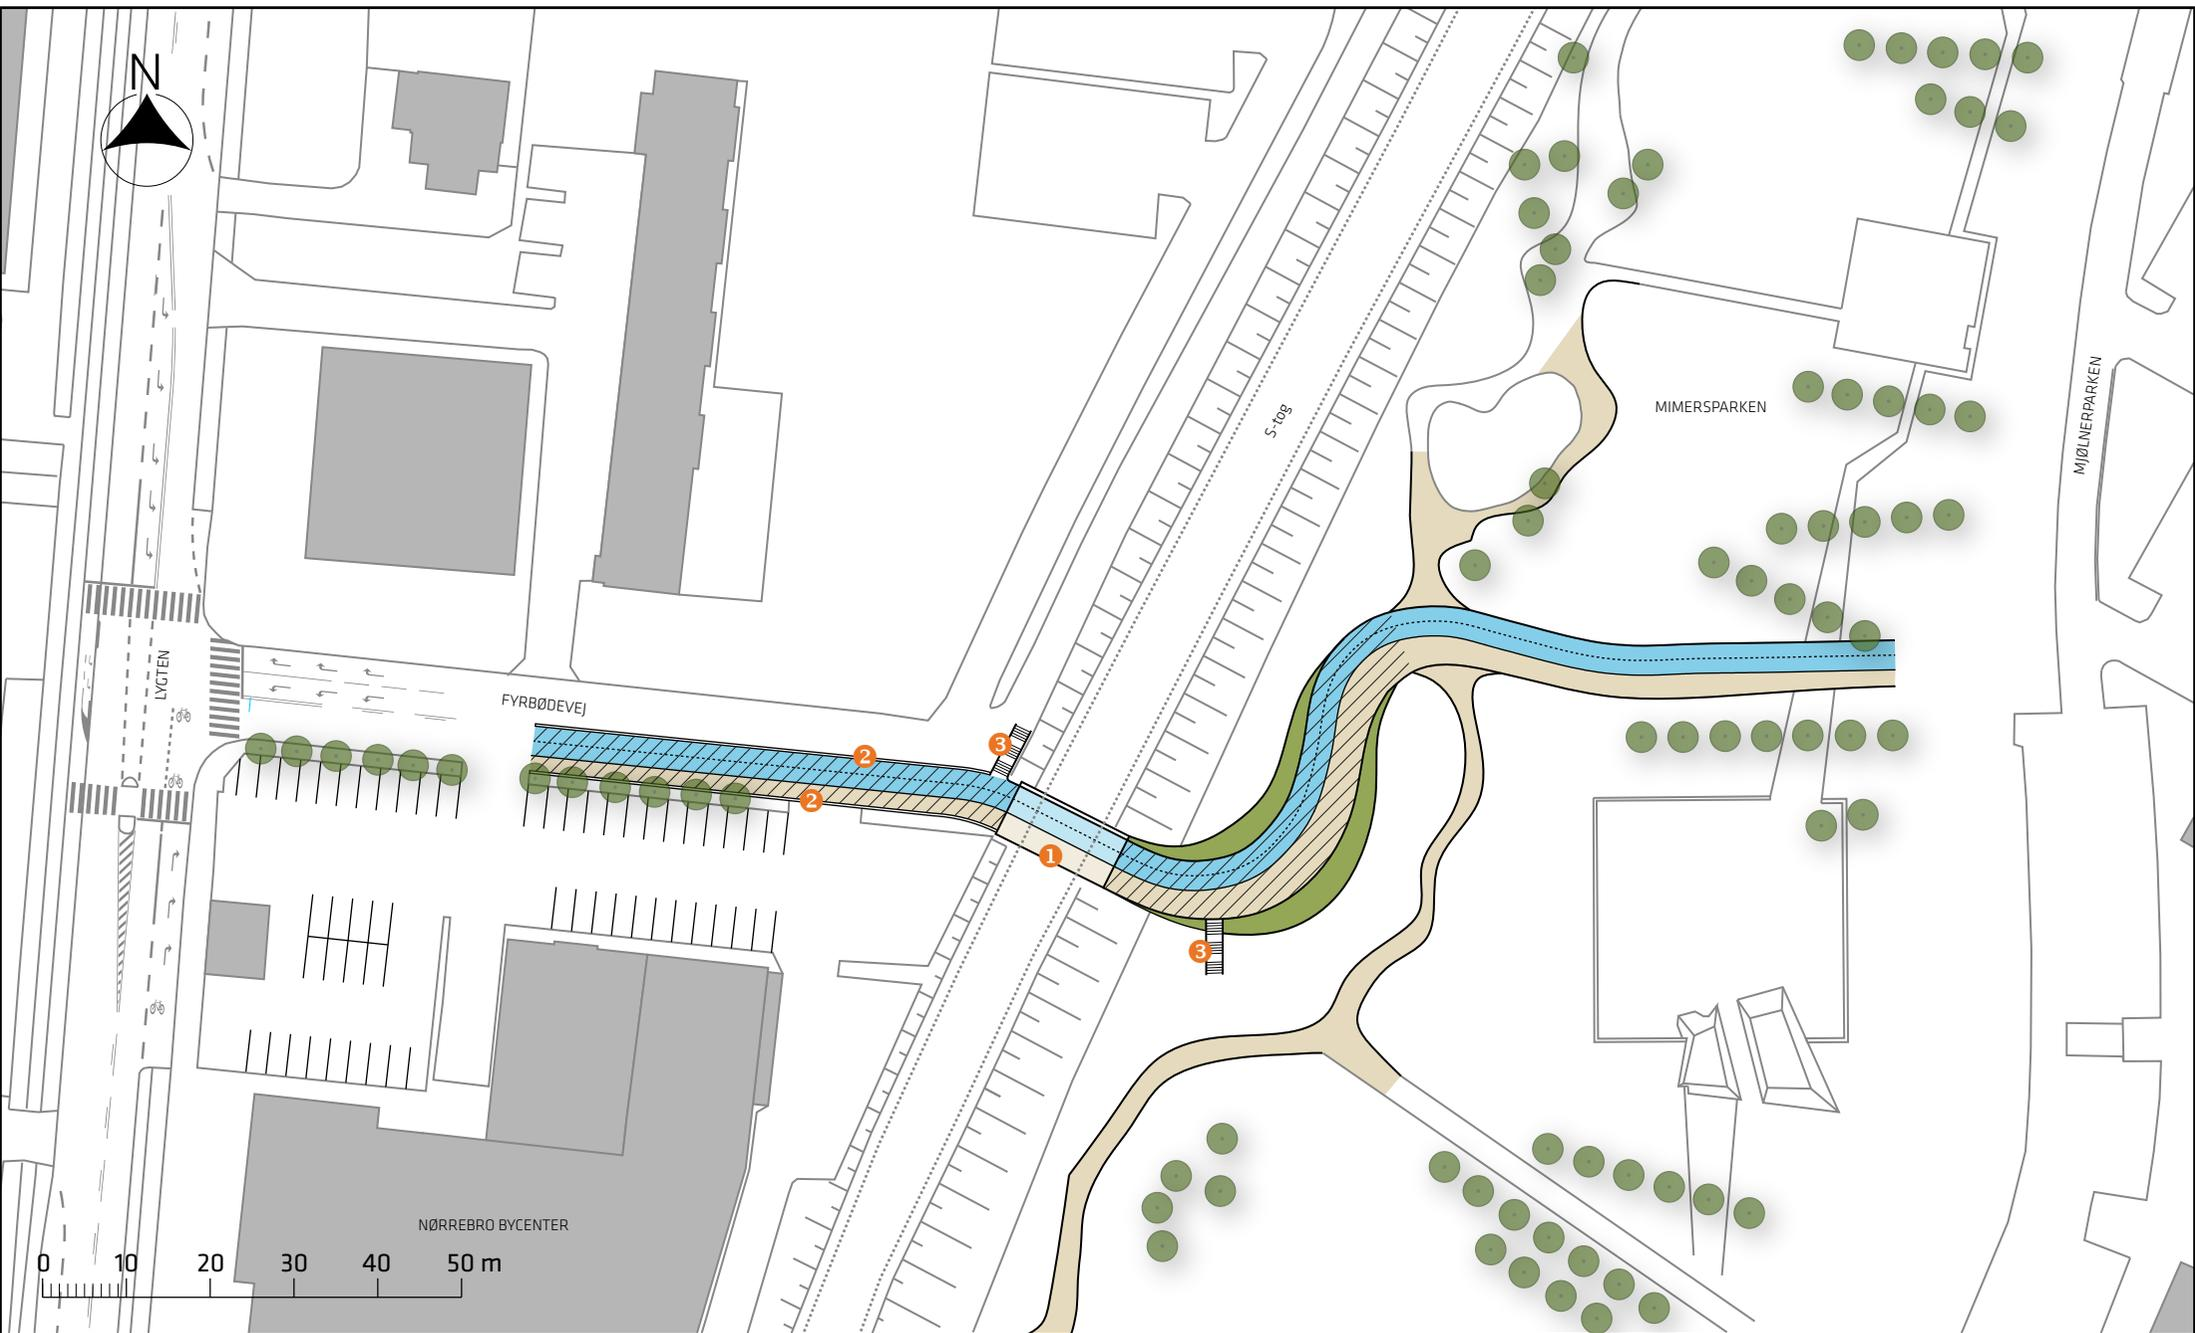 N
S-tog
MIMERSPARKEN
MJØLNERPARKEN
LYGTEN
FYRBØDEVEJ
3
2
2
1
3
NØRREBRO BYCENTER
0 10 20 30 40 50 m